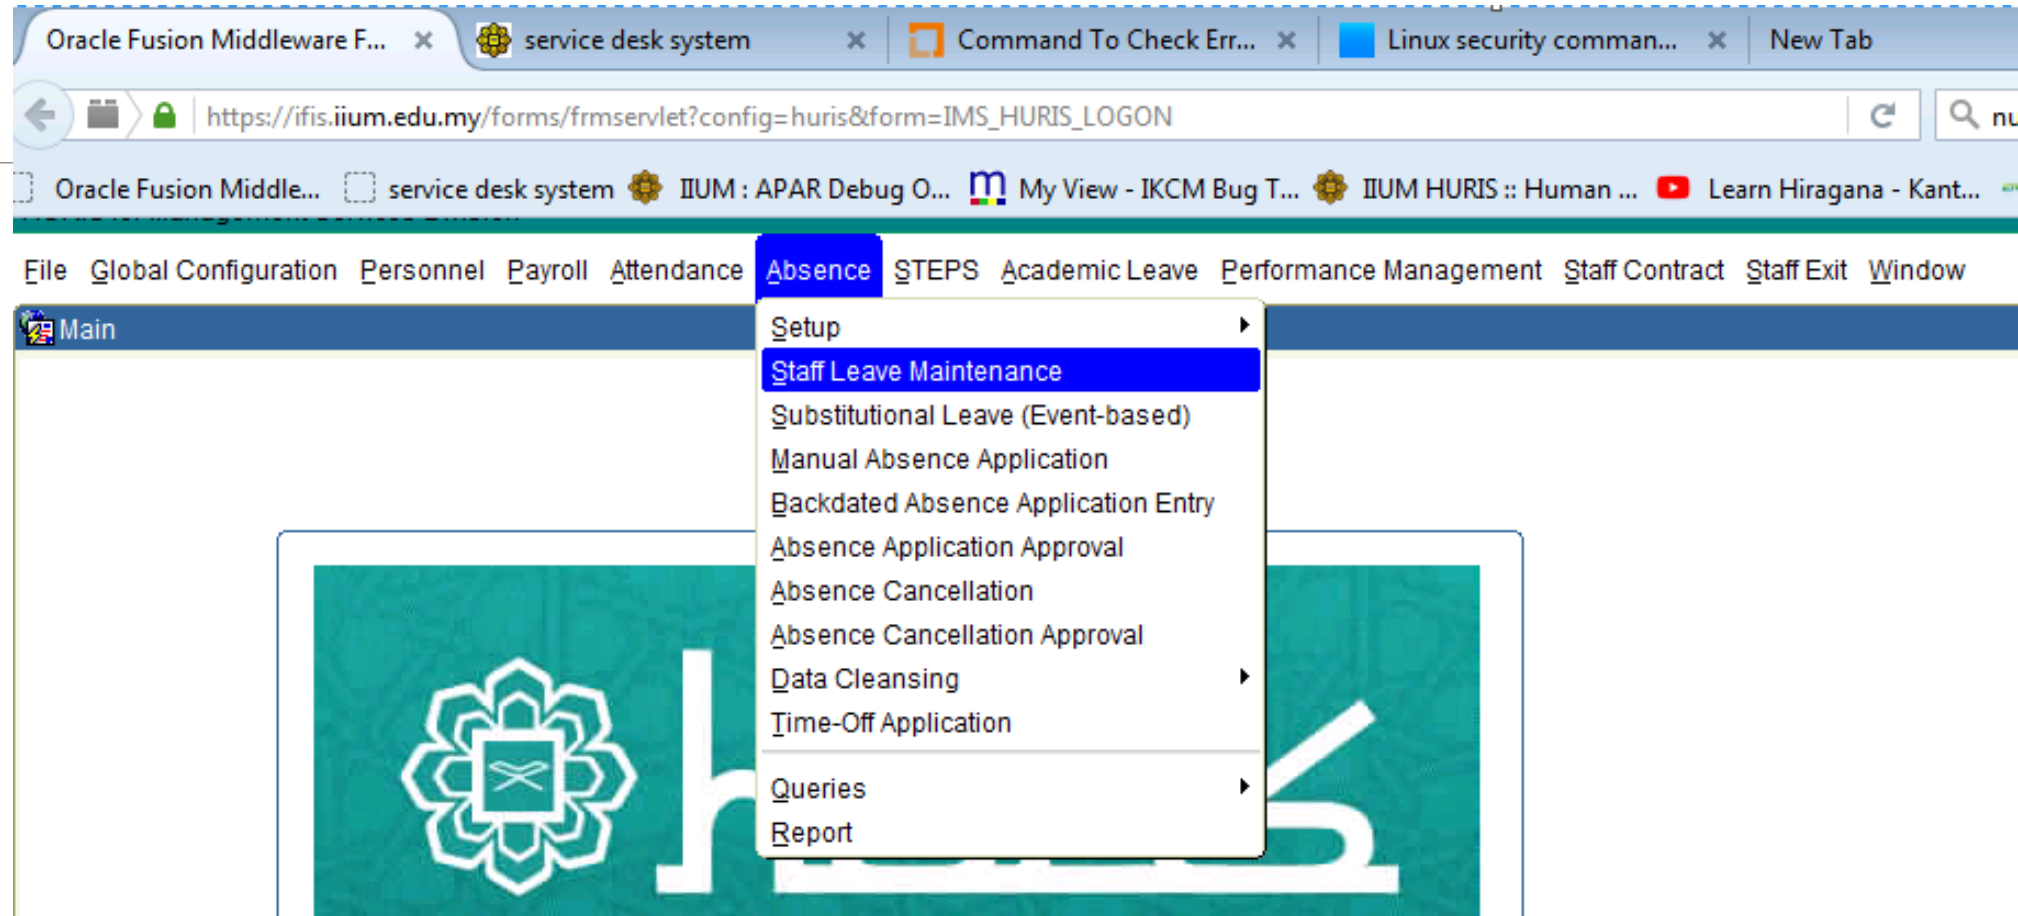 Oracle Fusion Middleware F... service desk system Command To Check Err... Linux security comman... New Tab
https://ifis.iium.edu.my/forms/frmservlet?config=huris&form=IMS_HURIS_LOGON nu
Oracle Fusion Middle... service desk system IIUM : APAR Debug O... My View - IKCM Bug T... IIUM HURIS :: Human ... Learn Hiragana - Kant...
File Global Configuration Personnel Payroll Attendance Absence STEPS Academic Leave Performance Management Staff Contract Staff Exit Window
Main
Setup
Staff Leave Maintenance
Substitutional Leave (Event-based)
Manual Absence Application
Backdated Absence Application Entry
Absence Application Approval
Absence Cancellation
Absence Cancellation Approval
Data Cleansing
Time-Off Application
Queries
Report